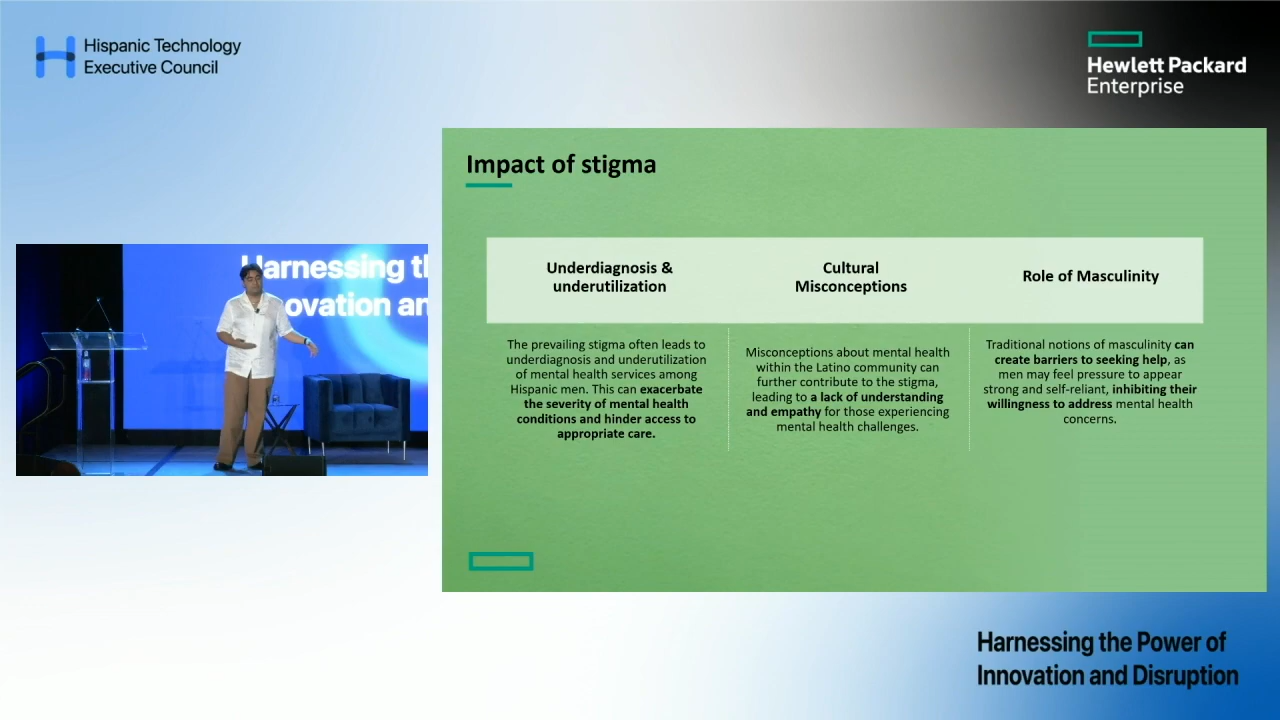 Hispanic Technology
Executive Council
Hewlett Packard
Enterprise
Impact of stigma
Underdiagnosis &
underutilization
Cultural
Misconceptions
Role of Masculinity
The prevailing stigma often leads to
underdiagnosis and underutilization
of mental health services among
Hispanic men. This can exacerbate
the severity of mental health
conditions and hinder access to
appropriate care.
Misconceptions about mental health
within the Latino community can
further contribute to the stigma,
leading to a lack of understanding
and empathy for those experiencing
mental health challenges.
Traditional notions of masculinity can
create barriers to seeking help, as
men may feel pressure to appear
strong and self-reliant, inhibiting their
willingness to address mental health
concerns.
Harnessing th
novation an
Harnessing the Power of
Innovation and Disruption